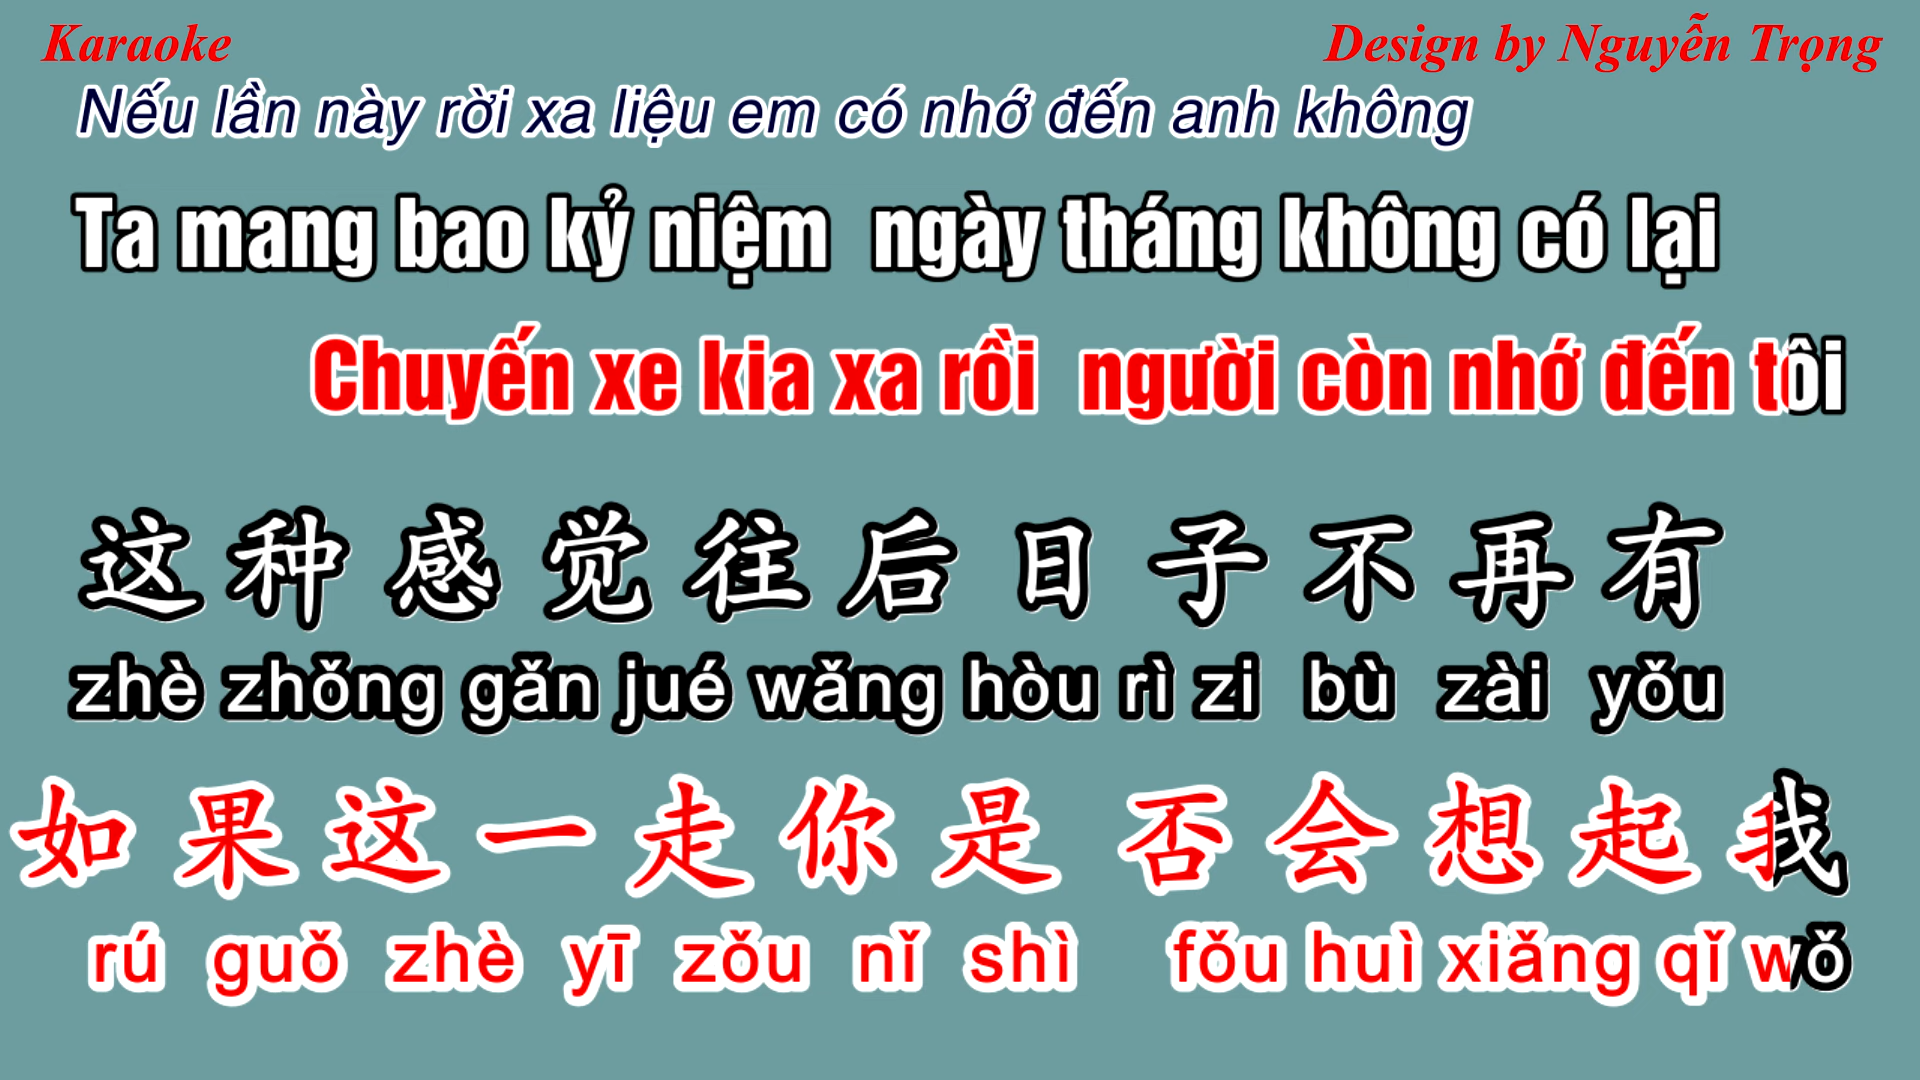 Karaoke
Design by Nguyễn Trọng
Nếu lần này rời xa liệu em có nhớ đến anh không
Ta mang bao kỷ niệm ngày tháng không có lại
Chuyến xe kia xa rồi người còn nhớ đến tôi
这种感觉往后日子不再有
zhè zhǒng gǎn jué wǎng hòu rì zi bù zài yǒu
如果这一走你是否会想起我
rú guǒ zhè yī zǒu nǐ shì fǒu huì xiǎng qǐ wǒ